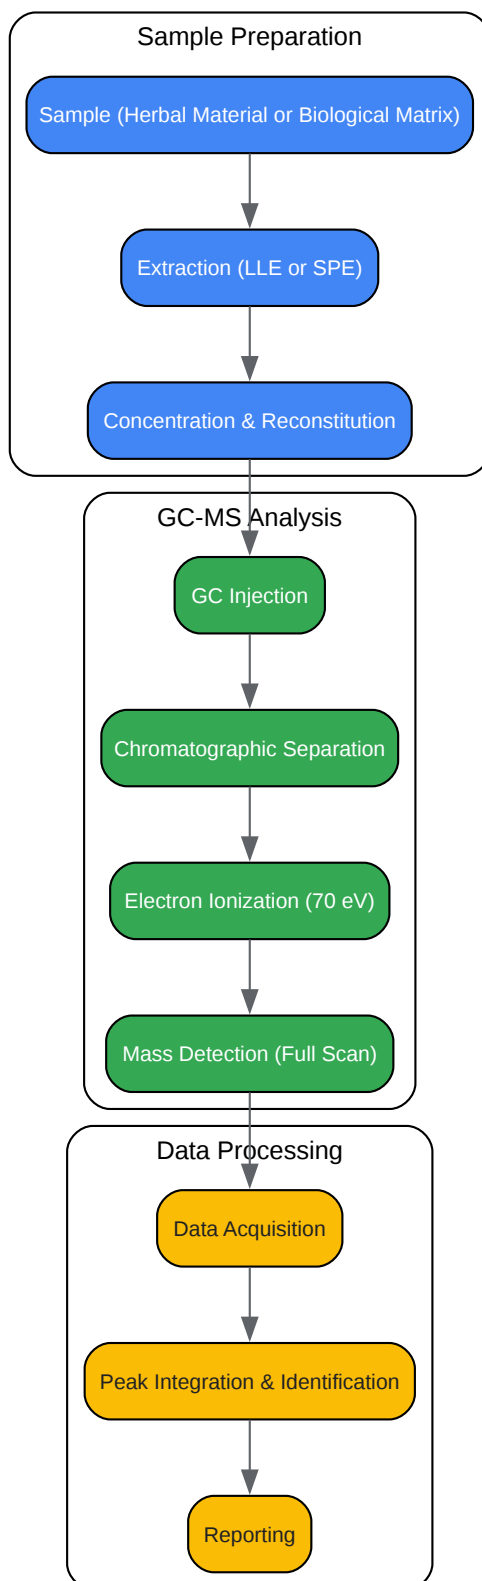 Sample Preparation
Sample (Herbal Material or Biological Matrix)
Extraction (LLE or SPE)
Concentration & Reconstitution
GC-MS Analysis
GC Injection
Chromatographic Separation
Electron Ionization (70 eV)
Mass Detection (Full Scan)
Data Processing
Data Acquisition
Peak Integration & Identification
Reporting